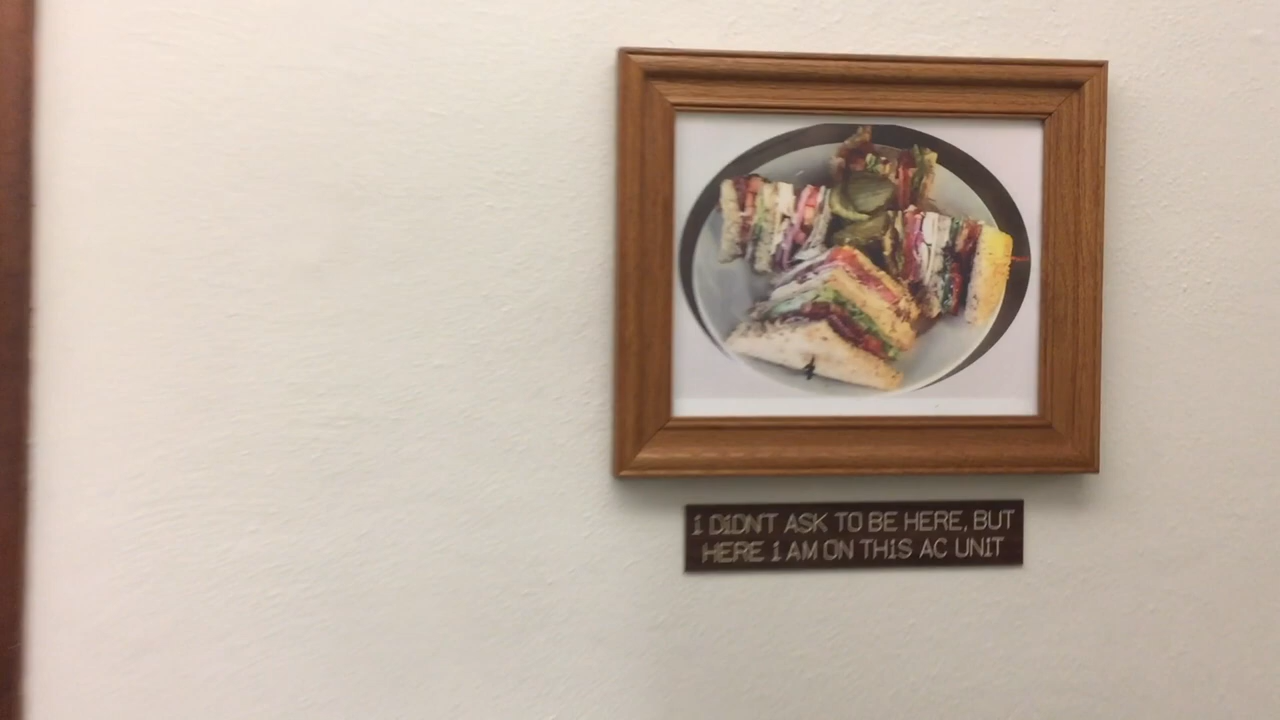 I DIDN'T ASK TO BE HERE, BUT
HERE I AM ON THIS AC UNIT